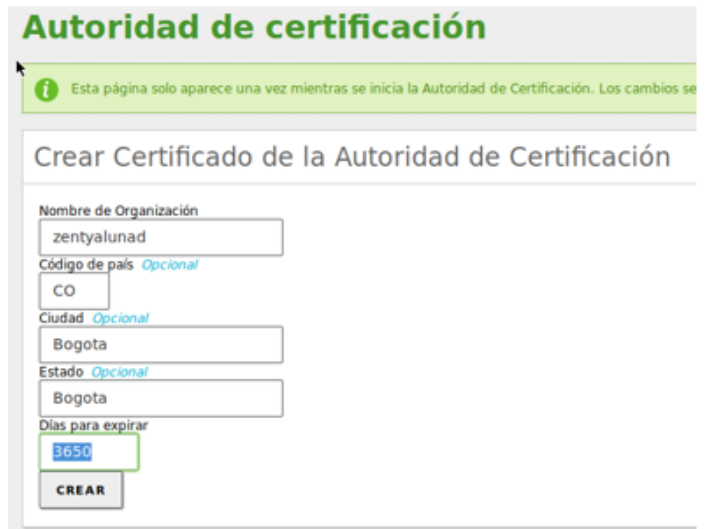 Autoridad de certificación
Esta página solo aparece una vez mientras se inicia la Autoridad de Certificación. Los cambios se
Crear Certificado de la Autoridad de Certificación
Nombre de Organización
zentyalunad
Código de país Opcional
CO
Ciudad Opcional
Bogota
Estado Opcional
Bogota
Días para expirar
3650
CREAR